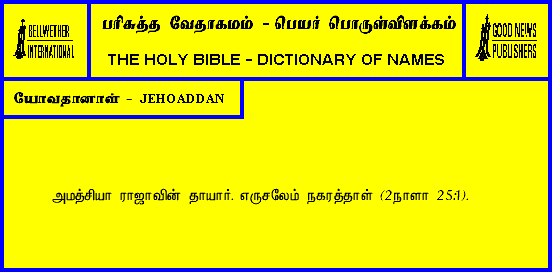 BELLWETHER
INTERNATIONAL
பரிசுத்த வேதாகமம் - பெயர் பொருள்விளக்கம்
THE HOLY BIBLE - DICTIONARY OF NAMES
GOOD NEWS
PUBLISHERS
யோவதானாள் - JEHOADDAN
அமத்சியா ராஜாவின் தாயார். எருசலேம் நகரத்தாள் (2நாளா 25:1).